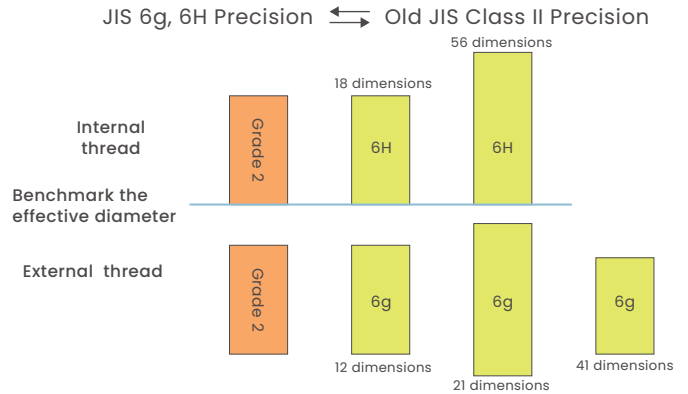 JIS 6g, 6H Precision
Old JIS Class II Precision
56 dimensions
18 dimensions
Internal
thread
Grade 2
6H
6H
Benchmark the
effective diameter
External thread
Grade 2
6g
6g
6g
12 dimensions
21 dimensions
41 dimensions